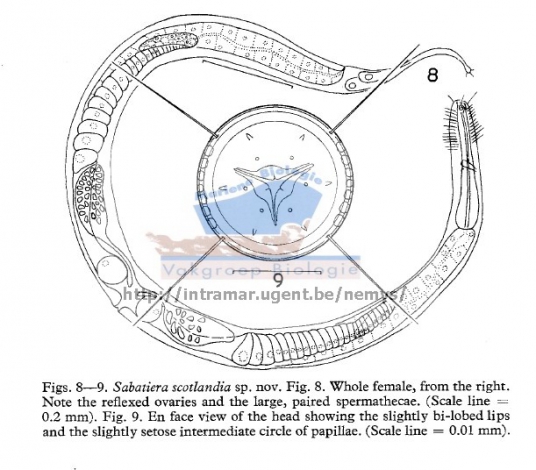 8
Marient Biologie
Vakgroep Biologie
9
http://intramar.ugent.be/nemys/
Figs. 8—9. Sabatiera scotlandia sp. nov. Fig. 8. Whole female, from the right.
Note the reflexed ovaries and the large, paired spermathecae. (Scale line =
0.2 mm). Fig. 9. En face view of the head showing the slightly bi-lobed lips
and the slightly setose intermediate circle of papillae. (Scale line = 0.01 mm).